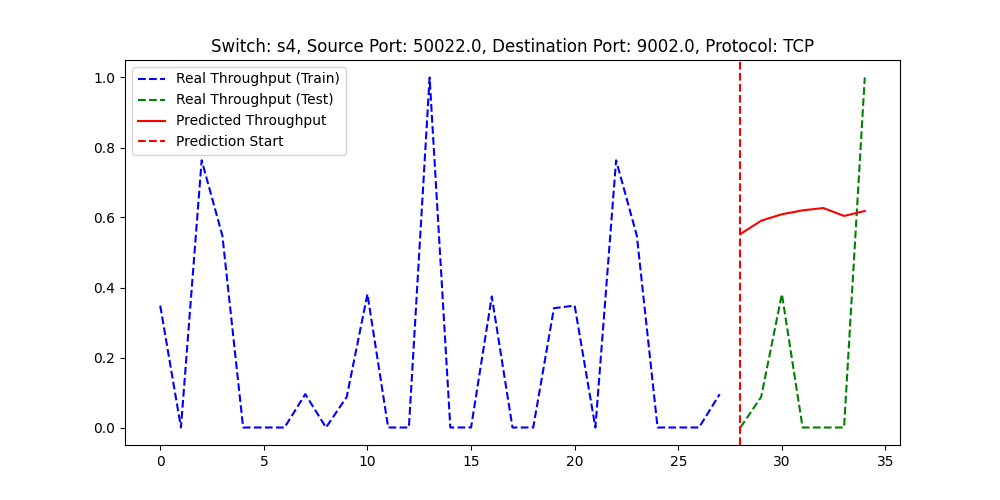 Switch: s4, Source Port: 50022.0, Destination Port: 9002.0, Protocol: TCP
Real Throughput (Train)
Real Throughput (Test)
Predicted Throughput
Prediction Start
1.0
0.8
0.6
0.4
0.2
0.0
0 5 10 15 20 25 30 35